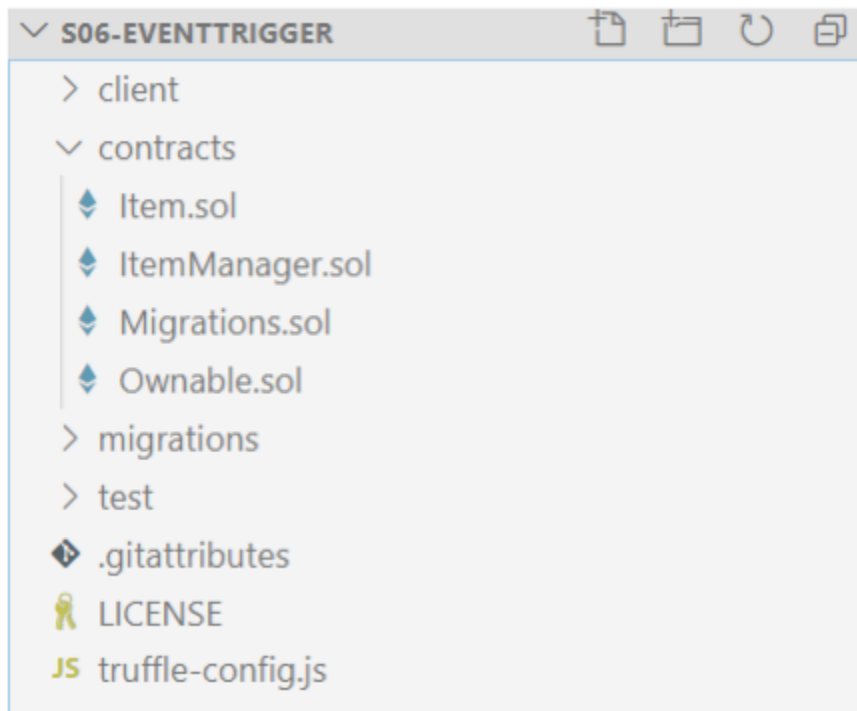 S06-EVENTTRIGGER
client
contracts
Item.sol
ItemManager.sol
Migrations.sol
Ownable.sol
migrations
test
.gitattributes
LICENSE
JS truffle-config.js